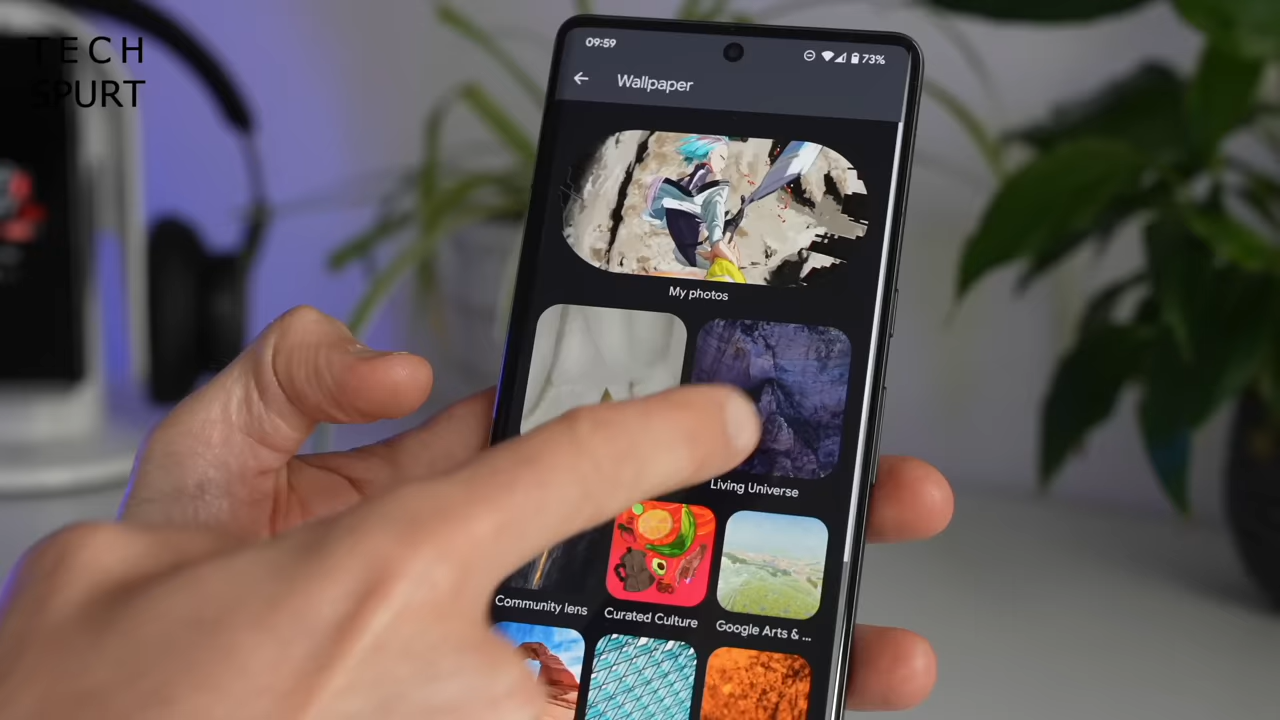 TECH
SPURT
09:59
73%
Wallpaper
My photos
Living Universe
Community lens
Curated Culture
Google Arts & ...